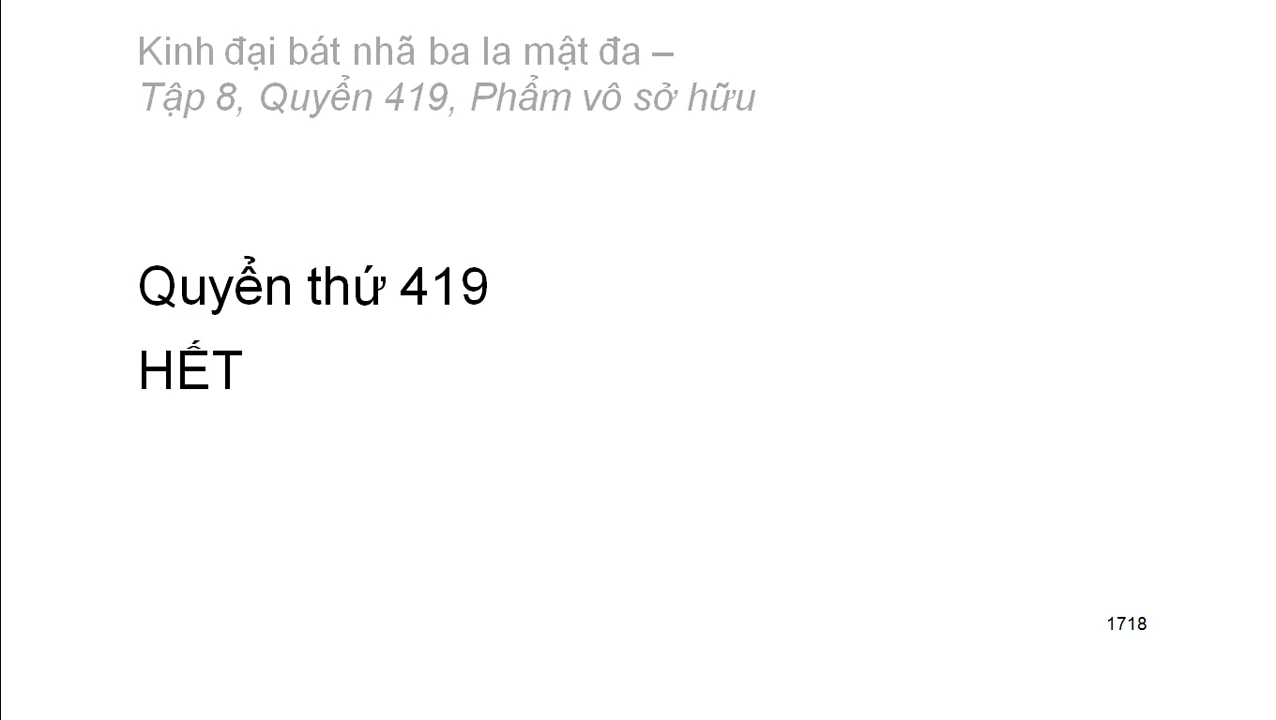 Kinh đại bát nhã ba la mật đa –
Tập 8, Quyển 419, Phẩm vô sở hữu
Quyển thứ 419
HẾT
1718